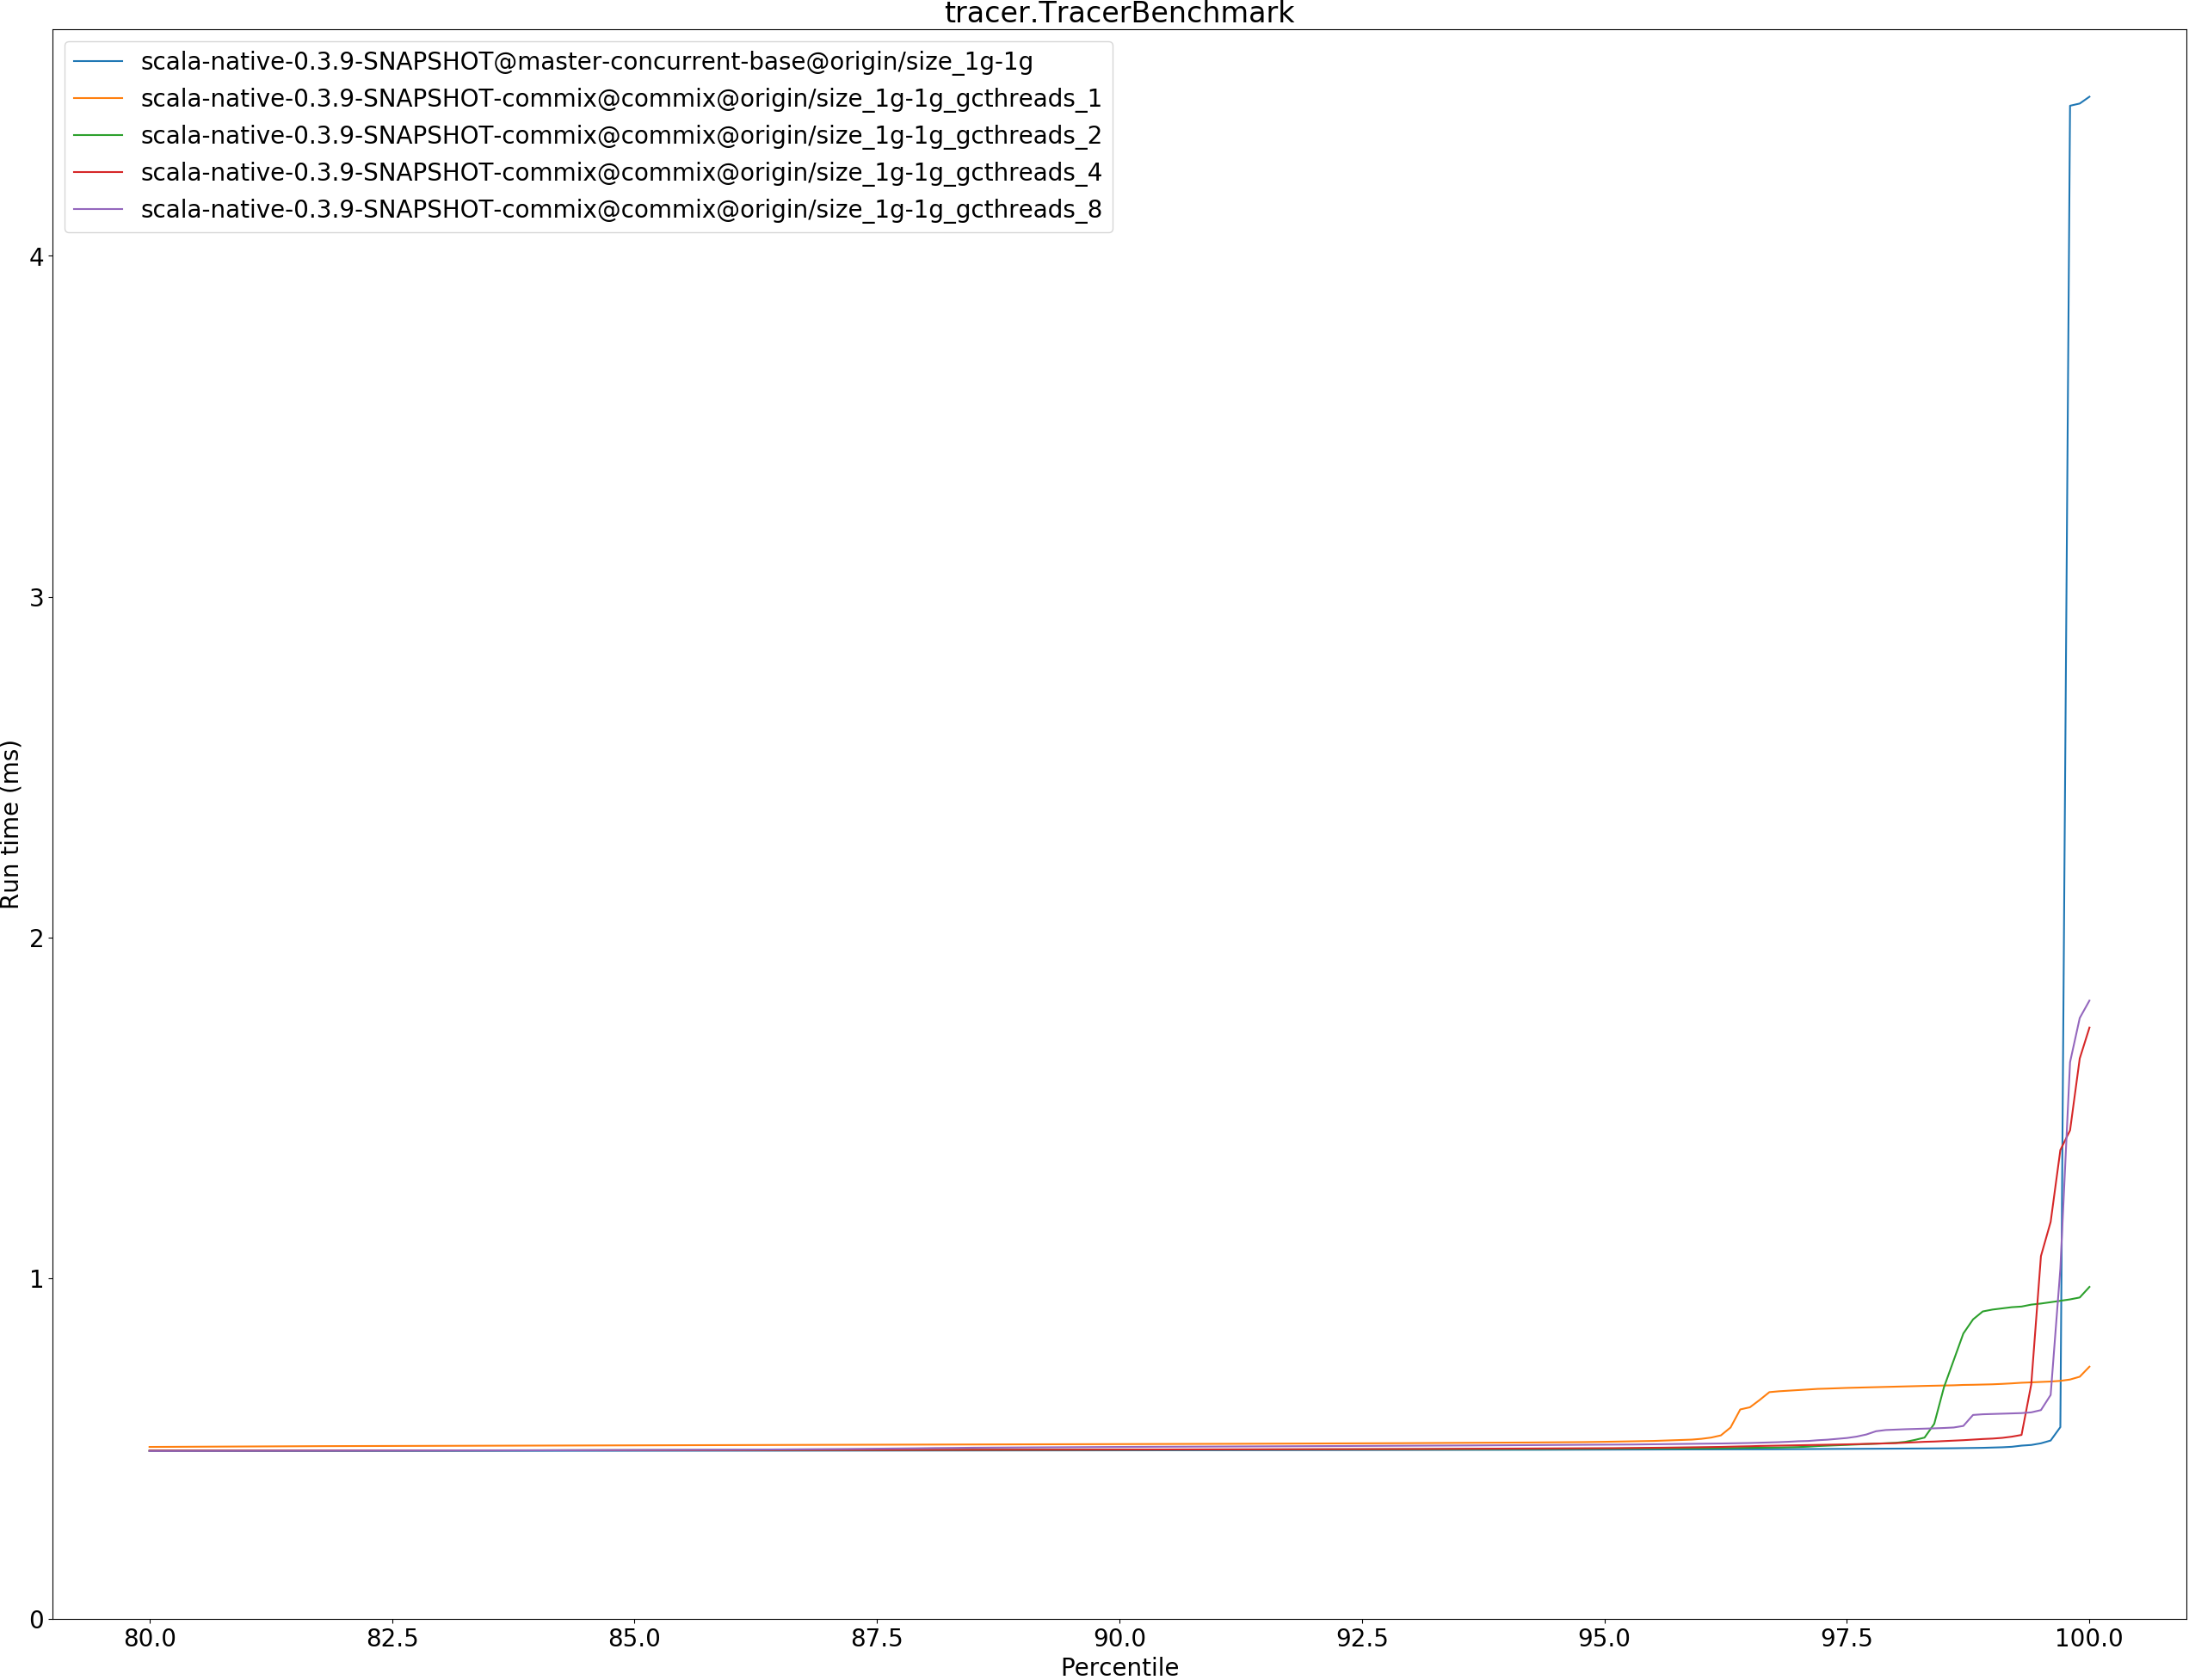 tracer.TracerBenchmark
scala-native-0.3.9-SNAPSHOT@master-concurrent-base@origin/size_1g-1g
scala-native-0.3.9-SNAPSHOT-commix@commix@origin/size_1g-1g_gcthreads_1
scala-native-0.3.9-SNAPSHOT-commix@commix@origin/size_1g-1g_gcthreads_2
scala-native-0.3.9-SNAPSHOT-commix@commix@origin/size_1g-1g_gcthreads_4
scala-native-0.3.9-SNAPSHOT-commix@commix@origin/size_1g-1g_gcthreads_8
4
3
2
1
0
Run time (ms)
80.0 82.5 85.0 87.5 90.0 92.5 95.0 97.5 100.0
Percentile